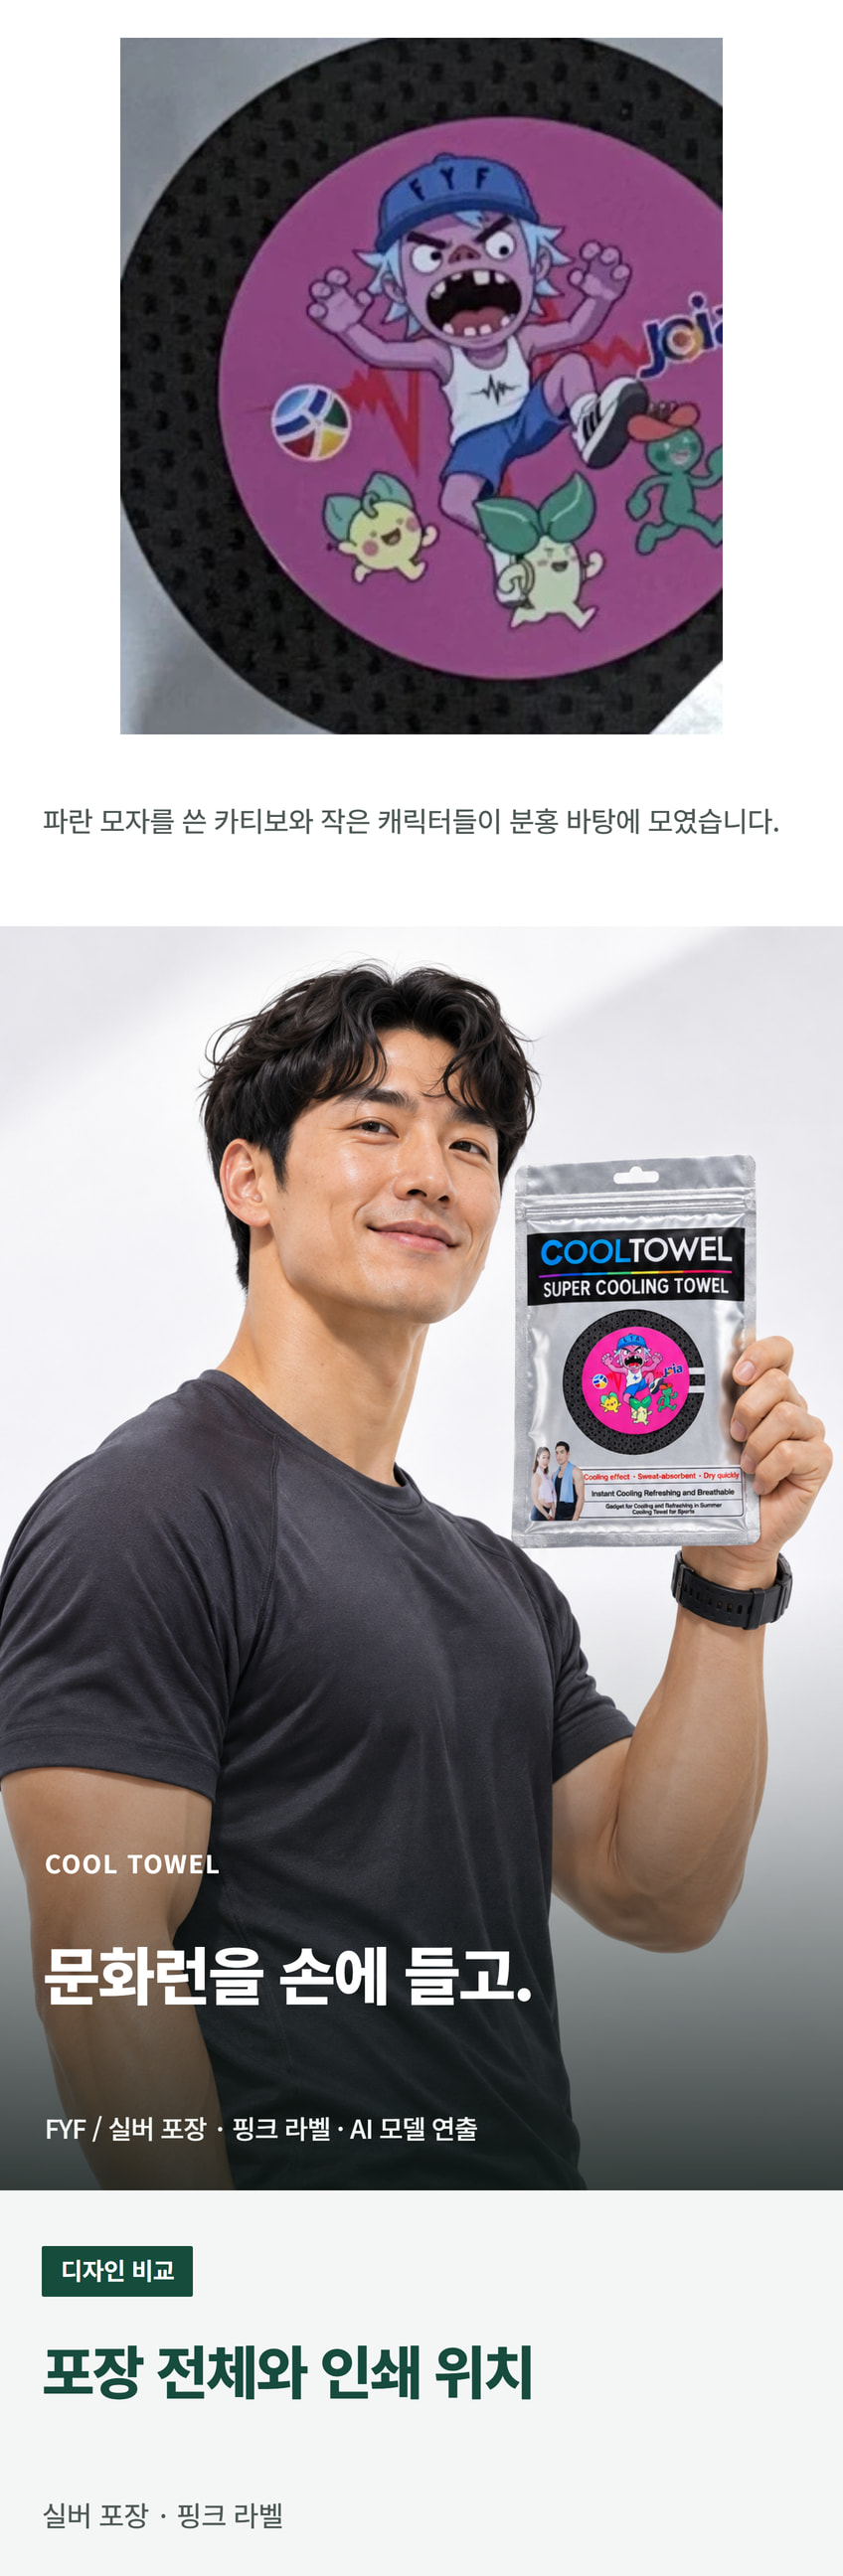 FYF
joia
파란 모자를 쓴 카티보와 작은 캐릭터들이 분홍 바탕에 모였습니다.
COOLTOWEL
SUPER COOLING TOWEL
FYF
joia
Cooling effect · Sweat-absorbent · Dry quickly
Instant Cooling Refreshing and Breathable
Gadget for Cooling and Refreshing in Summer
Cooling Towel for Sports
COOL TOWEL
문화런을 손에 들고.
FYF / 실버 포장 · 핑크 라벨 · AI 모델 연출
디자인 비교
포장 전체와 인쇄 위치
실버 포장 · 핑크 라벨